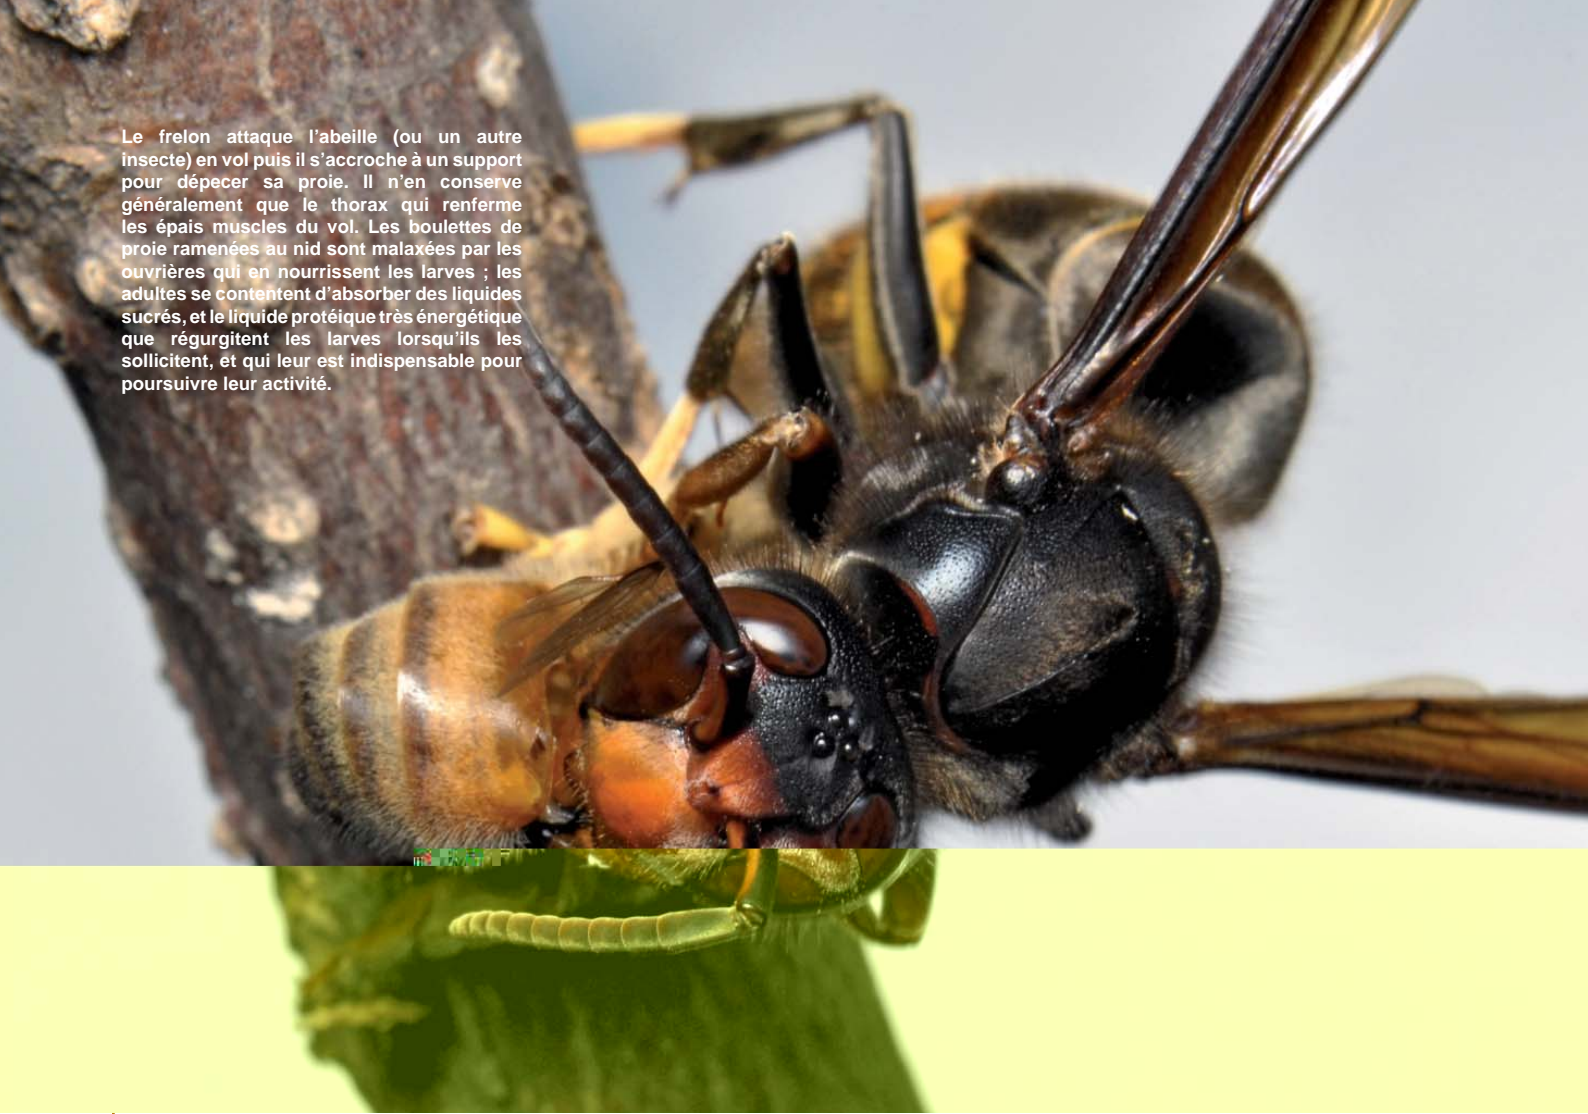 Le frelon attaque l’abeille (ou un autre
insecte) en vol puis il s’accroche à un support
pour dépecer sa proie. Il n’en conserve
généralement que le thorax qui renferme
les épais muscles du vol. Les boulettes de
proie ramenées au nid sont malaxées par les
ouvrières qui en nourrissent les larves ; les
adultes se contentent d’absorber des liquides
sucrés, et le liquide protéique très énergétique
que régurgitent les larves lorsqu’ils les
sollicitent, et qui leur est indispensable pour
poursuivre leur activité.